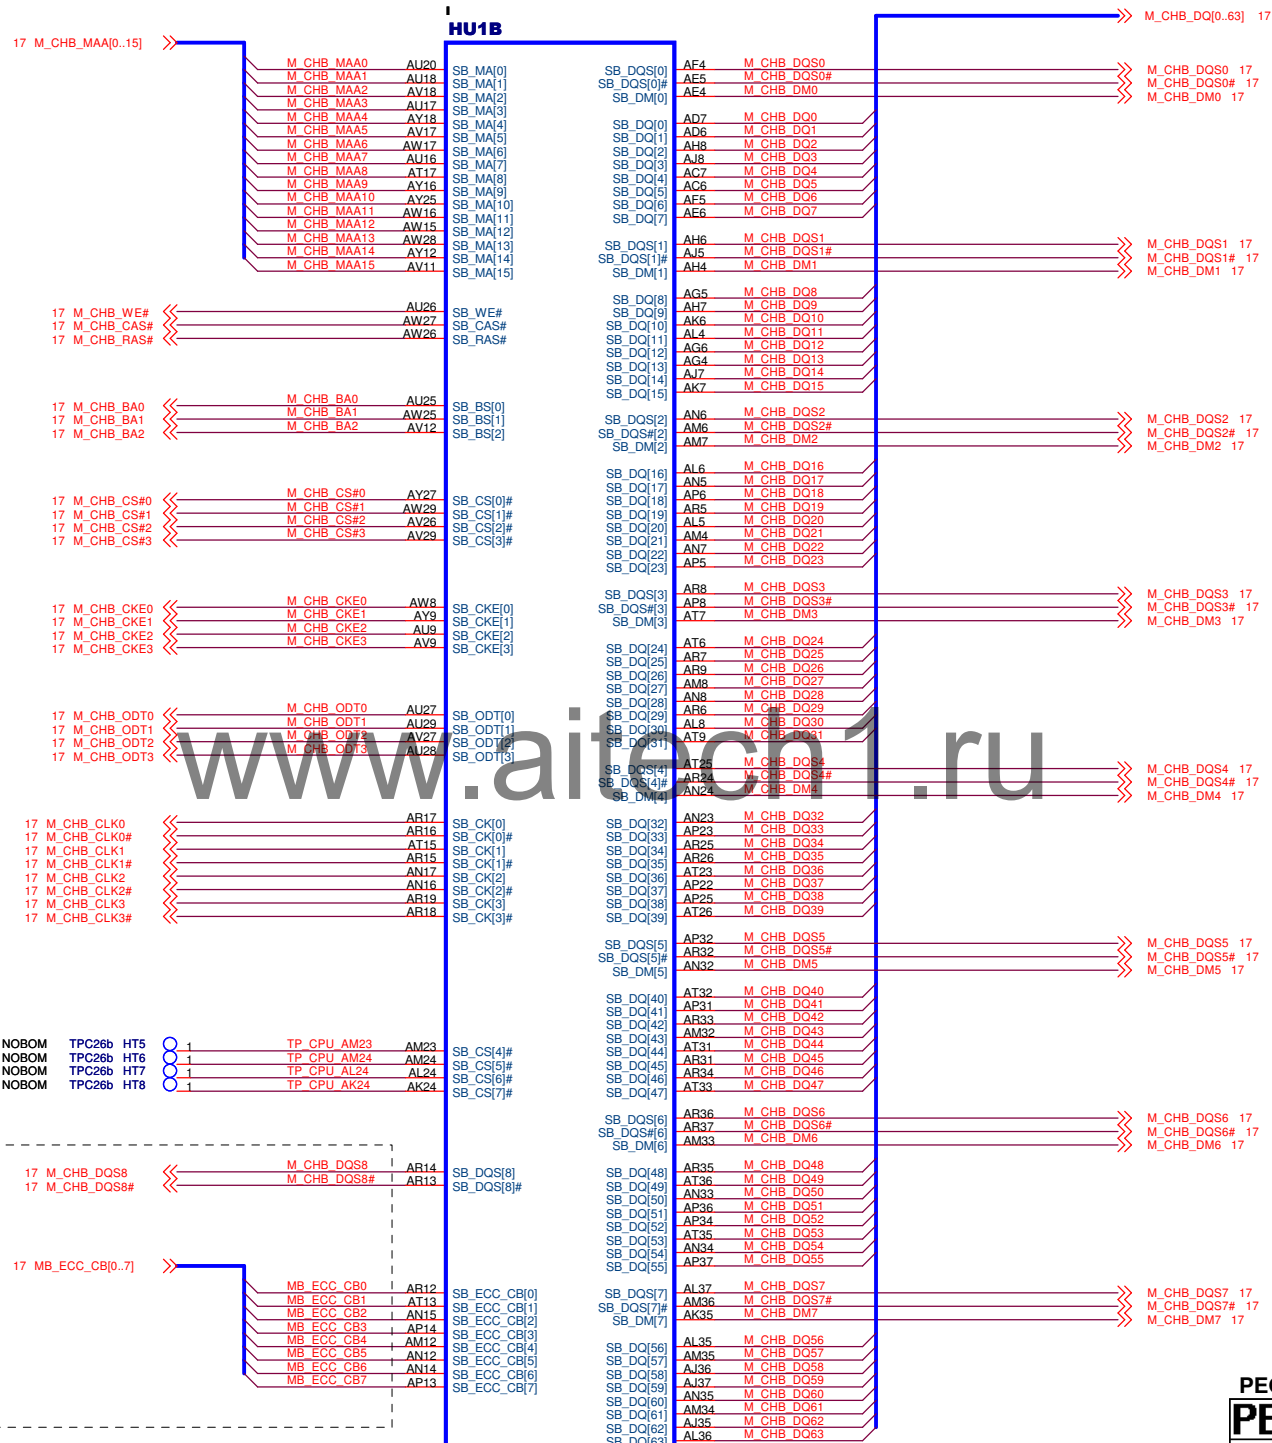 HU1B
M_CHB_DQ[0..63] 17
17 M_CHB_MAA[0..15]
M_CHB_MAA0 AU20 SB_MA[0]
M_CHB_MAA1 AU18 SB_MA[1]
M_CHB_MAA2 AV18 SB_MA[2]
M_CHB_MAA3 AU17 SB_MA[3]
M_CHB_MAA4 AY18 SB_MA[4]
M_CHB_MAA5 AV17 SB_MA[5]
M_CHB_MAA6 AW17 SB_MA[6]
M_CHB_MAA7 AU16 SB_MA[7]
M_CHB_MAA8 AT17 SB_MA[8]
M_CHB_MAA9 AY16 SB_MA[9]
M_CHB_MAA10 AY25 SB_MA[10]
M_CHB_MAA11 AW16 SB_MA[11]
M_CHB_MAA12 AW15 SB_MA[12]
M_CHB_MAA13 AW28 SB_MA[13]
M_CHB_MAA14 AY12 SB_MA[14]
M_CHB_MAA15 AV11 SB_MA[15]
17 M_CHB_WE# AU26 SB_WE#
17 M_CHB_CAS# AW27 SB_CAS#
17 M_CHB_RAS# AW26 SB_RAS#
17 M_CHB_BA0 M_CHB_BA0 AU25 SB_BS[0]
17 M_CHB_BA1 M_CHB_BA1 AW25 SB_BS[1]
17 M_CHB_BA2 M_CHB_BA2 AV12 SB_BS[2]
17 M_CHB_CS#0 M_CHB_CS#0 AY27 SB_CS[0]#
17 M_CHB_CS#1 M_CHB_CS#1 AW29 SB_CS[1]#
17 M_CHB_CS#2 M_CHB_CS#2 AV26 SB_CS[2]#
17 M_CHB_CS#3 M_CHB_CS#3 AV29 SB_CS[3]#
17 M_CHB_CKE0 M_CHB_CKE0 AW8 SB_CKE[0]
17 M_CHB_CKE1 M_CHB_CKE1 AY9 SB_CKE[1]
17 M_CHB_CKE2 M_CHB_CKE2 AU9 SB_CKE[2]
17 M_CHB_CKE3 M_CHB_CKE3 AV9 SB_CKE[3]
17 M_CHB_ODT0 M_CHB_ODT0 AU27 SB_ODT[0]
17 M_CHB_ODT1 M_CHB_ODT1 AU29 SB_ODT[1]
17 M_CHB_ODT2 M_CHB_ODT2 AV27 SB_ODT[2]
17 M_CHB_ODT3 M_CHB_ODT3 AU28 SB_ODT[3]
17 M_CHB_CLK0 AR17 SB_CK[0]
17 M_CHB_CLK0# AR16 SB_CK[0]#
17 M_CHB_CLK1 AT15 SB_CK[1]
17 M_CHB_CLK1# AR15 SB_CK[1]#
17 M_CHB_CLK2 AN17 SB_CK[2]
17 M_CHB_CLK2# AN16 SB_CK[2]#
17 M_CHB_CLK3 AR19 SB_CK[3]
17 M_CHB_CLK3# AR18 SB_CK[3]#
NOBOM TPC26b HT5 1 TP_CPU_AM23 AM23 SB_CS[4]#
NOBOM TPC26b HT6 1 TP_CPU_AM24 AM24 SB_CS[5]#
NOBOM TPC26b HT7 1 TP_CPU_AL24 AL24 SB_CS[6]#
NOBOM TPC26b HT8 1 TP_CPU_AK24 AK24 SB_CS[7]#
17 M_CHB_DQS8 M_CHB_DQS8 AR14 SB_DQS[8]
17 M_CHB_DQS8# M_CHB_DQS8# AR13 SB_DQS[8]#
17 MB_ECC_CB[0..7]
MB_ECC_CB0 AR12 SB_ECC_CB[0]
MB_ECC_CB1 AT13 SB_ECC_CB[1]
MB_ECC_CB2 AN15 SB_ECC_CB[2]
MB_ECC_CB3 AP14 SB_ECC_CB[3]
MB_ECC_CB4 AM12 SB_ECC_CB[4]
MB_ECC_CB5 AN12 SB_ECC_CB[5]
MB_ECC_CB6 AN14 SB_ECC_CB[6]
MB_ECC_CB7 AP13 SB_ECC_CB[7]
SB_DQS[0] AF4 M_CHB_DQS0 M_CHB_DQS0 17
SB_DQS[0]# AE5 M_CHB_DQS0# M_CHB_DQS0# 17
SB_DM[0] AE4 M_CHB_DM0 M_CHB_DM0 17
SB_DQ[0] AD7 M_CHB_DQ0
SB_DQ[1] AD6 M_CHB_DQ1
SB_DQ[2] AH8 M_CHB_DQ2
SB_DQ[3] AJ8 M_CHB_DQ3
SB_DQ[4] AC7 M_CHB_DQ4
SB_DQ[5] AC6 M_CHB_DQ5
SB_DQ[6] AF5 M_CHB_DQ6
SB_DQ[7] AE6 M_CHB_DQ7
SB_DQS[1] AH6 M_CHB_DQS1 M_CHB_DQS1 17
SB_DQS[1]# AJ5 M_CHB_DQS1# M_CHB_DQS1# 17
SB_DM[1] AH4 M_CHB_DM1 M_CHB_DM1 17
SB_DQ[8] AG5 M_CHB_DQ8
SB_DQ[9] AH7 M_CHB_DQ9
SB_DQ[10] AK6 M_CHB_DQ10
SB_DQ[11] AL4 M_CHB_DQ11
SB_DQ[12] AG6 M_CHB_DQ12
SB_DQ[13] AG4 M_CHB_DQ13
SB_DQ[14] AJ7 M_CHB_DQ14
SB_DQ[15] AK7 M_CHB_DQ15
SB_DQS[2] AN6 M_CHB_DQS2 M_CHB_DQS2 17
SB_DQS#[2] AM6 M_CHB_DQS2# M_CHB_DQS2# 17
SB_DM[2] AM7 M_CHB_DM2 M_CHB_DM2 17
SB_DQ[16] AL6 M_CHB_DQ16
SB_DQ[17] AN5 M_CHB_DQ17
SB_DQ[18] AP6 M_CHB_DQ18
SB_DQ[19] AR5 M_CHB_DQ19
SB_DQ[20] AL5 M_CHB_DQ20
SB_DQ[21] AM4 M_CHB_DQ21
SB_DQ[22] AN7 M_CHB_DQ22
SB_DQ[23] AP5 M_CHB_DQ23
SB_DQS[3] AR8 M_CHB_DQS3 M_CHB_DQS3 17
SB_DQS#[3] AP8 M_CHB_DQS3# M_CHB_DQS3# 17
SB_DM[3] AT7 M_CHB_DM3 M_CHB_DM3 17
SB_DQ[24] AT6 M_CHB_DQ24
SB_DQ[25] AR7 M_CHB_DQ25
SB_DQ[26] AR9 M_CHB_DQ26
SB_DQ[27] AM8 M_CHB_DQ27
SB_DQ[28] AN8 M_CHB_DQ28
SB_DQ[29] AR6 M_CHB_DQ29
SB_DQ[30] AL8 M_CHB_DQ30
SB_DQ[31] AT9 M_CHB_DQ31
www.aitech1.ru
SB_DQS[4] AT25 M_CHB_DQS4 M_CHB_DQS4 17
SB_DQS[4]# AR24 M_CHB_DQS4# M_CHB_DQS4# 17
SB_DM[4] AN24 M_CHB_DM4 M_CHB_DM4 17
SB_DQ[32] AN23 M_CHB_DQ32
SB_DQ[33] AP23 M_CHB_DQ33
SB_DQ[34] AR25 M_CHB_DQ34
SB_DQ[35] AR26 M_CHB_DQ35
SB_DQ[36] AT23 M_CHB_DQ36
SB_DQ[37] AP22 M_CHB_DQ37
SB_DQ[38] AP25 M_CHB_DQ38
SB_DQ[39] AT26 M_CHB_DQ39
SB_DQS[5] AP32 M_CHB_DQS5 M_CHB_DQS5 17
SB_DQS[5]# AR32 M_CHB_DQS5# M_CHB_DQS5# 17
SB_DM[5] AN32 M_CHB_DM5 M_CHB_DM5 17
SB_DQ[40] AT32 M_CHB_DQ40
SB_DQ[41] AP31 M_CHB_DQ41
SB_DQ[42] AR33 M_CHB_DQ42
SB_DQ[43] AM32 M_CHB_DQ43
SB_DQ[44] AT31 M_CHB_DQ44
SB_DQ[45] AR31 M_CHB_DQ45
SB_DQ[46] AR34 M_CHB_DQ46
SB_DQ[47] AT33 M_CHB_DQ47
SB_DQS[6] AR36 M_CHB_DQS6 M_CHB_DQS6 17
SB_DQS#[6] AR37 M_CHB_DQS6# M_CHB_DQS6# 17
SB_DM[6] AM33 M_CHB_DM6 M_CHB_DM6 17
SB_DQ[48] AR35 M_CHB_DQ48
SB_DQ[49] AT36 M_CHB_DQ49
SB_DQ[50] AN33 M_CHB_DQ50
SB_DQ[51] AP36 M_CHB_DQ51
SB_DQ[52] AP34 M_CHB_DQ52
SB_DQ[53] AT35 M_CHB_DQ53
SB_DQ[54] AN34 M_CHB_DQ54
SB_DQ[55] AP37 M_CHB_DQ55
SB_DQS[7] AL37 M_CHB_DQS7 M_CHB_DQS7 17
SB_DQS[7]# AM36 M_CHB_DQS7# M_CHB_DQS7# 17
SB_DM[7] AK35 M_CHB_DM7 M_CHB_DM7 17
SB_DQ[56] AL35 M_CHB_DQ56
SB_DQ[57] AM35 M_CHB_DQ57
SB_DQ[58] AJ36 M_CHB_DQ58
SB_DQ[59] AJ37 M_CHB_DQ59
SB_DQ[60] AN35 M_CHB_DQ60
SB_DQ[61] AM34 M_CHB_DQ61
SB_DQ[62] AJ35 M_CHB_DQ62
SB_DQ[63] AL36 M_CHB_DQ63